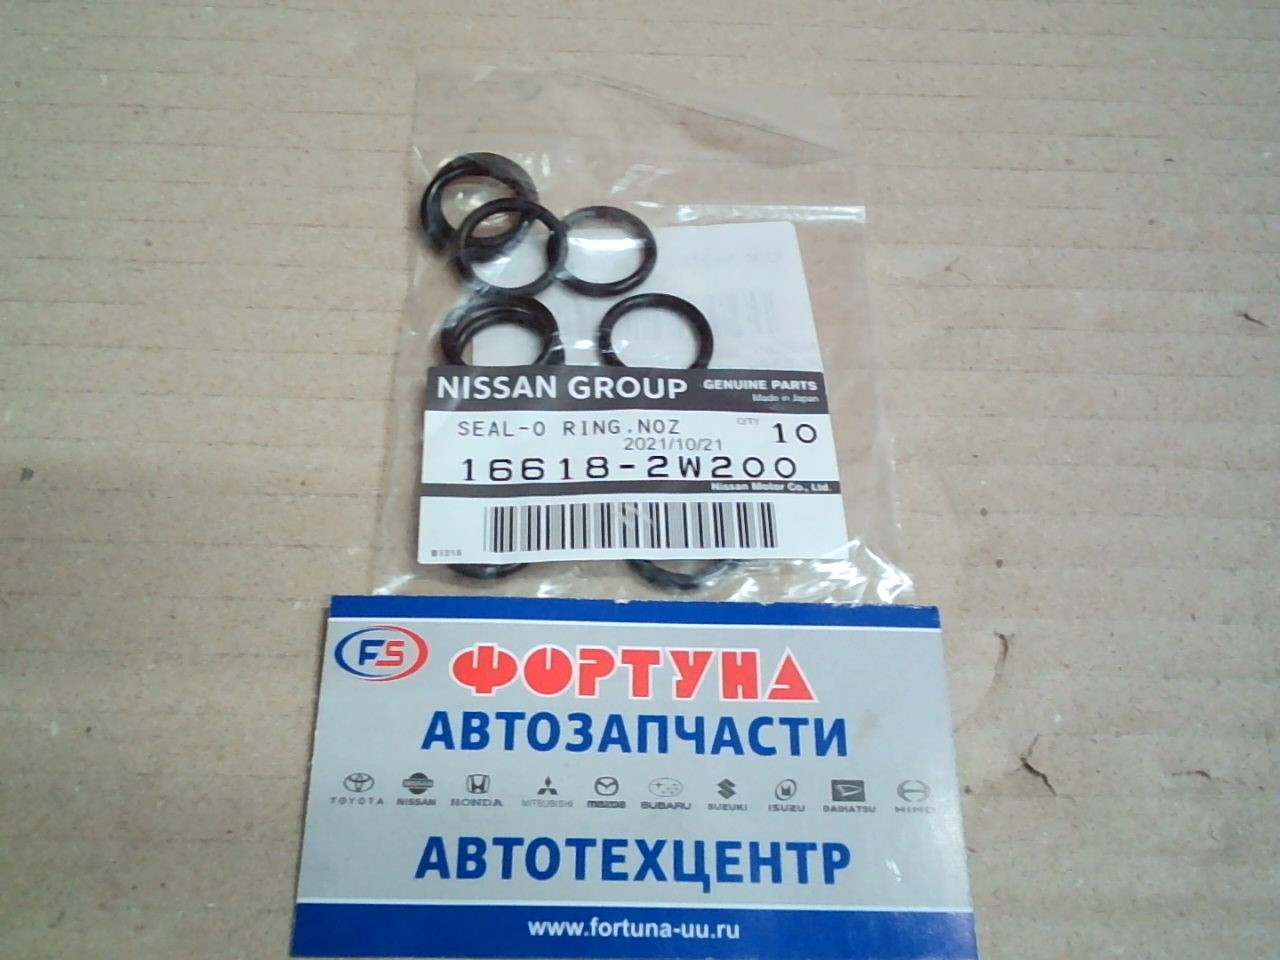 NISSAN GROUP GENUINE PARTS
Made in Japan
SEAL-O RING,NOZ QTY 10
2021/10/21
16618-2W200
Nissan Motor Co., Ltd.
B1218
FS ФОРТУНА
АВТОЗАПЧАСТИ
TOYOTA NISSAN HONDA MITSUBISHI mazda SUBARU SUZUKI ISUZU DAIHATSU HINO
АВТОТЕХЦЕНТР
www.fortuna-uu.ru